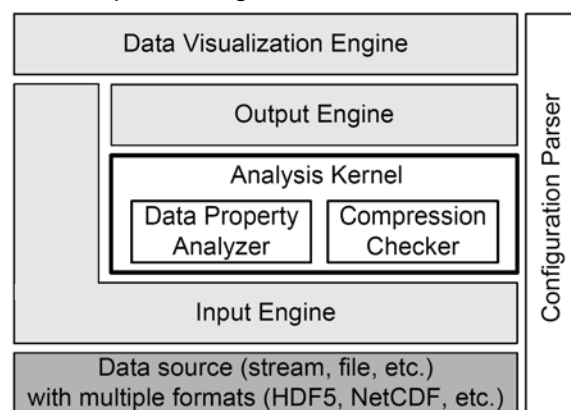 Data Visualization Engine
Output Engine
Analysis Kernel
Data Property
Analyzer
Compression
Checker
Input Engine
Data source (stream, file, etc.)
with multiple formats (HDF5, NetCDF, etc.)
Configuration Parser